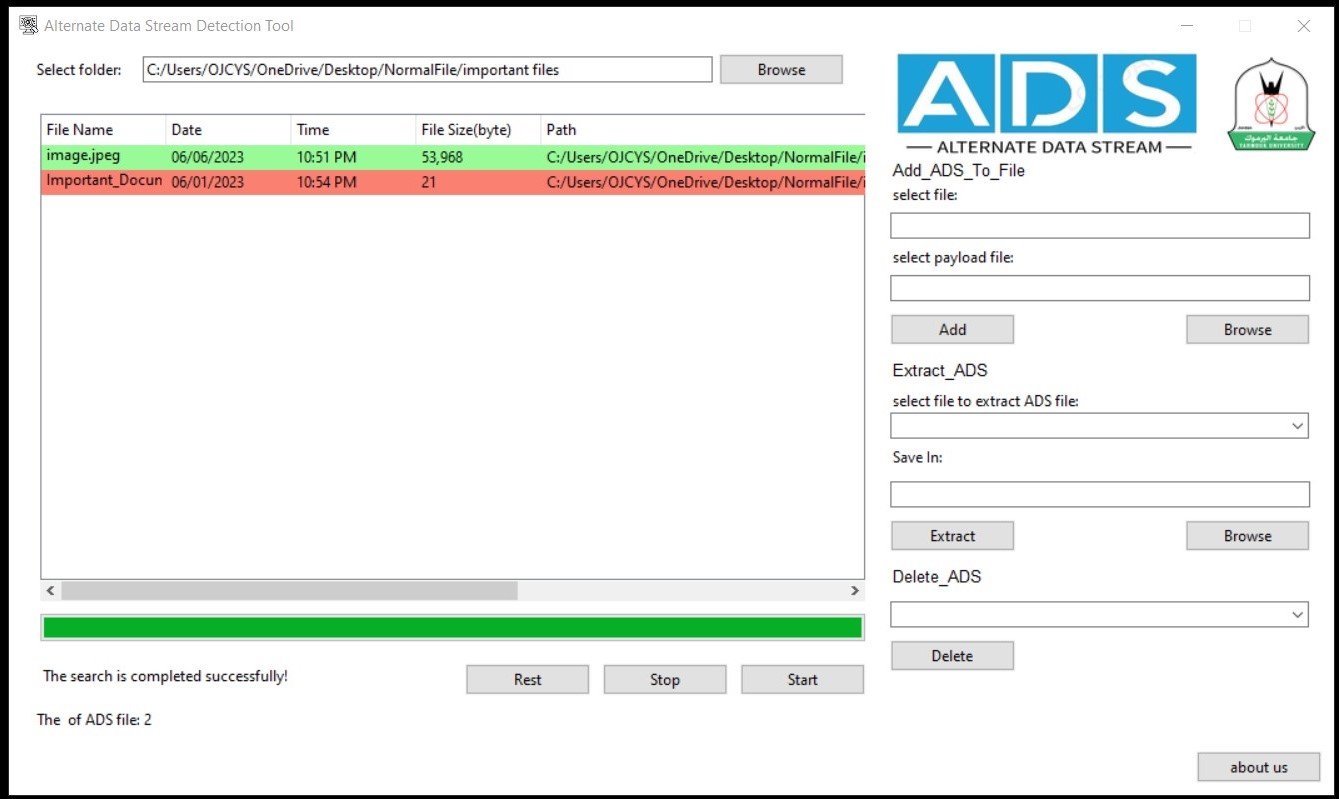 Alternate Data Stream Detection Tool
Select folder: C:/Users/OJCYS/OneDrive/Desktop/NormalFile/important files Browse
File Name Date Time File Size(byte) Path
image.jpeg 06/06/2023 10:51 PM 53,968 C:/Users/OJCYS/OneDrive/Desktop/NormalFile/i
Important_Docun 06/01/2023 10:54 PM 21 C:/Users/OJCYS/OneDrive/Desktop/NormalFile/i
The search is completed successfully!
Rest Stop Start
The of ADS file: 2
ADS
ALTERNATE DATA STREAM
جامعة اليرموك
YARMOUK UNIVERSITY
Add_ADS_To_File
select file:
select payload file:
Add Browse
Extract_ADS
select file to extract ADS file:
Save In:
Extract Browse
Delete_ADS
Delete
about us